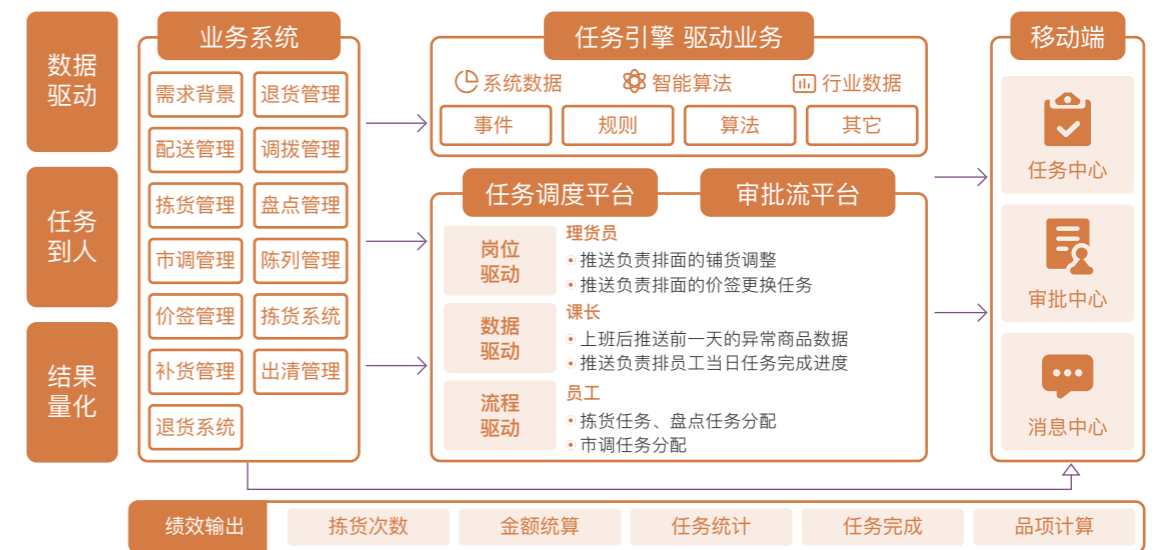 数据
驱动
任务
到人
结果
量化
业务系统
需求背景
退货管理
配送管理
调拨管理
拣货管理
盘点管理
市调管理
陈列管理
价签管理
拣货系统
补货管理
出清管理
退货系统
任务引擎 驱动业务
系统数据
智能算法
行业数据
事件
规则
算法
其它
任务调度平台
审批流平台
岗位
驱动
理货员
推送负责排面的铺货调整
推送负责排面的价签更换任务
数据
驱动
课长
上班后推送前一天的异常商品数据
推送负责排员工当日任务完成进度
流程
驱动
员工
拣货任务、盘点任务分配
市调任务分配
移动端
任务中心
审批中心
消息中心
绩效输出
拣货次数
金额统算
任务统计
任务完成
品项计算